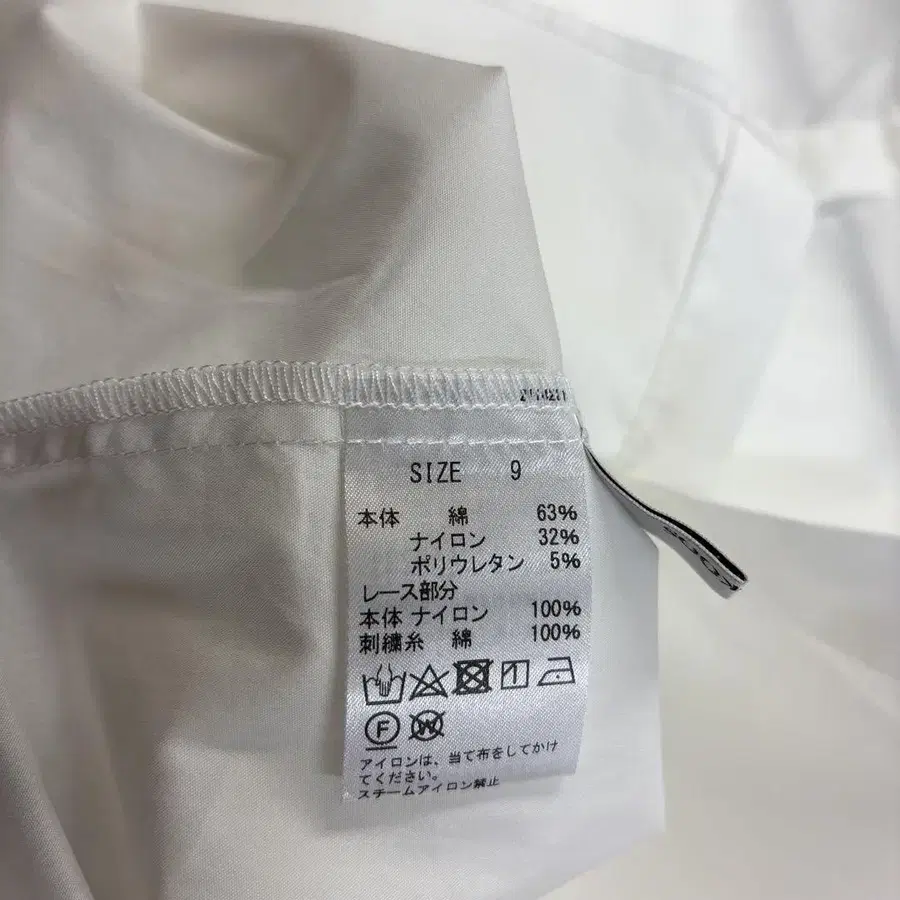 SIZE 9
本体 綿 63%
ナイロン 32%
ポリウレタン 5%
レース部分
本体 ナイロン 100%
刺繍糸 綿 100%
F W
アイロンは、当て布をしてかけ
てください。
スチームアイロン禁止